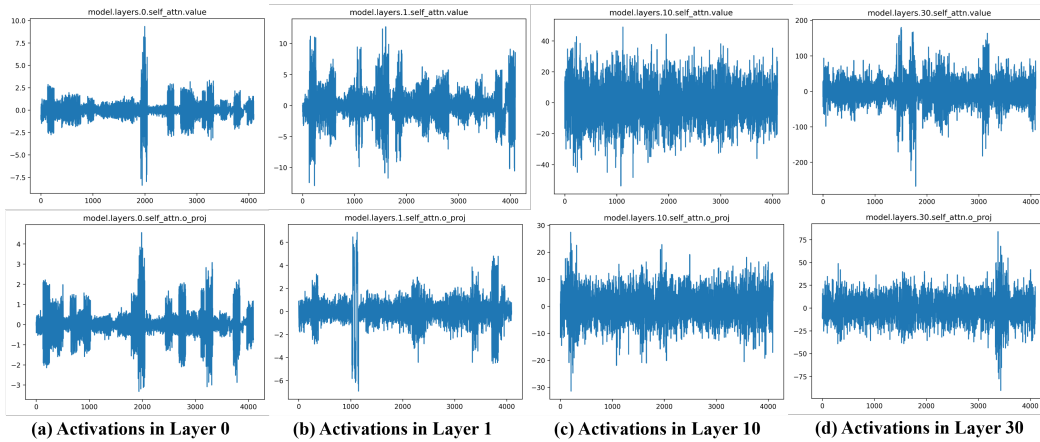 model.layers.0.self_attn.value
10.0
7.5
5.0
2.5
0.0
−2.5
−5.0
−7.5
0 1000 2000 3000 4000
model.layers.1.self_attn.value
10
5
0
−5
−10
0 1000 2000 3000 4000
model.layers.10.self_attn.value
60
40
20
0
−20
−40
0 1000 2000 3000 4000
model.layers.30.self_attn.value
300
200
100
0
−100
−200
0 1000 2000 3000 4000
model.layers.0.self_attn.o_proj
4
3
2
1
0
−1
−2
−3
0 1000 2000 3000 4000
model.layers.1.self_attn.o_proj
6
4
2
0
−2
−4
−6
0 1000 2000 3000 4000
model.layers.10.self_attn.o_proj
30
20
10
0
−10
−20
−30
0 1000 2000 3000 4000
model.layers.30.self_attn.o_proj
75
50
25
0
−25
−50
−75
0 1000 2000 3000 4000
(a) Activations in Layer 0
(b) Activations in Layer 1
(c) Activations in Layer 10
(d) Activations in Layer 30